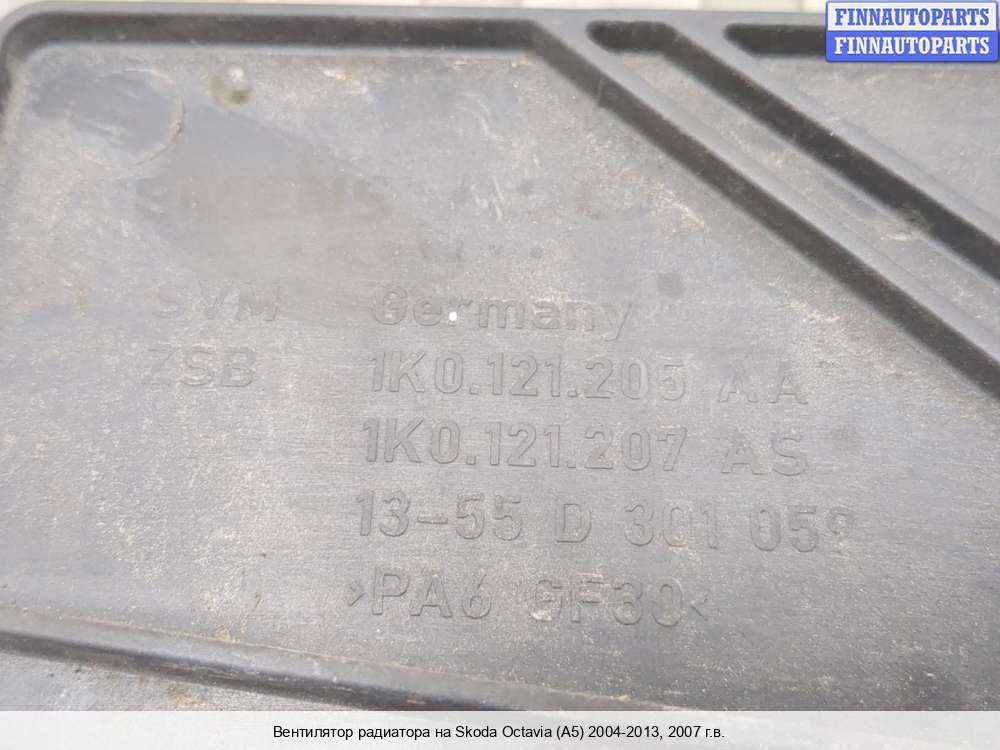 FINNAUTOPARTS
FINNAUTOPARTS
SVM Germany
ZSB 1K0.121.205 AA
1K0.121.207 AS
13-55 D 301 059
>PA6 GF30<
Вентилятор радиатора на Skoda Octavia (A5) 2004-2013, 2007 г.в.